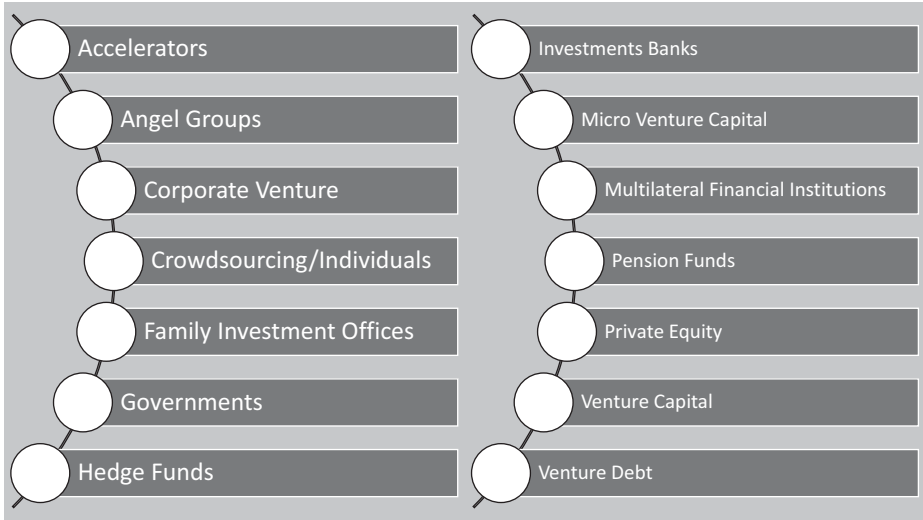 Accelerators
Angel Groups
Corporate Venture
Crowdsourcing/Individuals
Family Investment Offices
Governments
Hedge Funds
Investments Banks
Micro Venture Capital
Multilateral Financial Institutions
Pension Funds
Private Equity
Venture Capital
Venture Debt